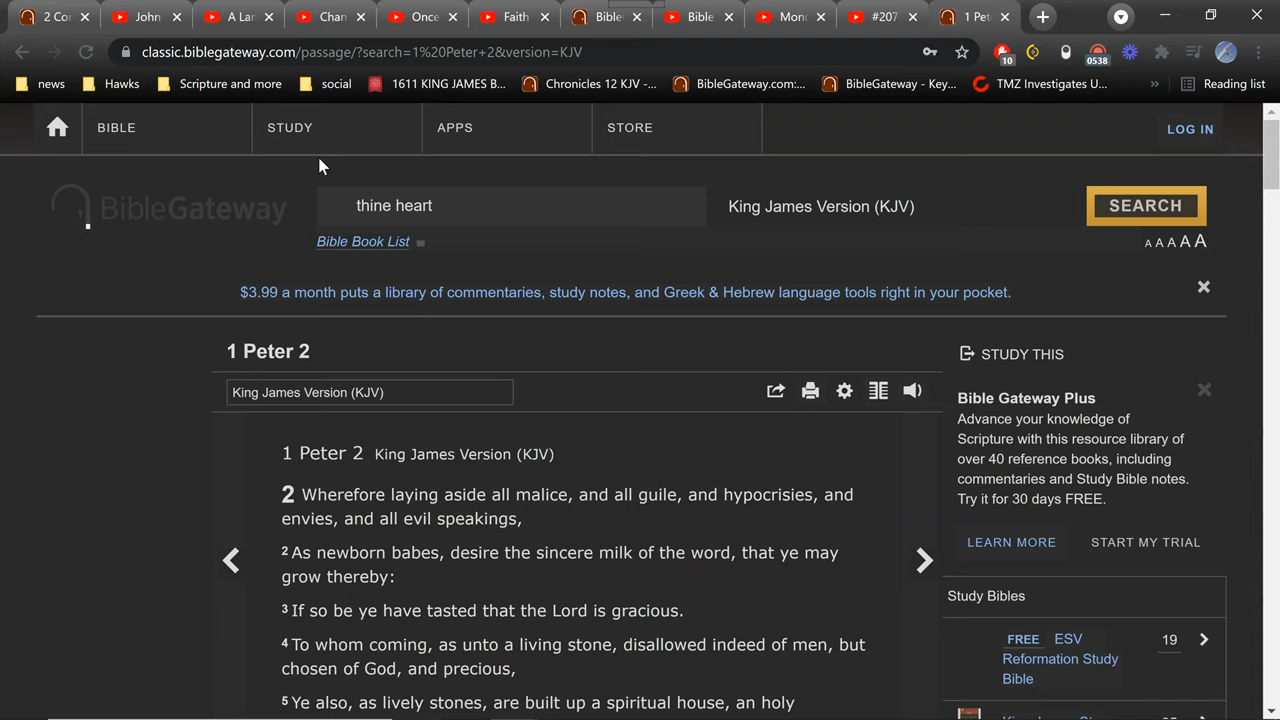 2 Cor
John
A Lan
Chan
Once
Faith
Bible
Bible
Mond
#207
1 Pet
classic.biblegateway.com/passage/?search=1%20Peter+2&version=KJV
10
0538
news
Hawks
Scripture and more
social
1611 KING JAMES B...
Chronicles 12 KJV -...
BibleGateway.com:...
BibleGateway - Key...
TMZ Investigates U...
»
Reading list
BIBLE
STUDY
APPS
STORE
LOG IN
BibleGateway
thine heart
King James Version (KJV)
SEARCH
Bible Book List
A A A A A
$3.99 a month puts a library of commentaries, study notes, and Greek & Hebrew language tools right in your pocket.
1 Peter 2
STUDY THIS
King James Version (KJV)
Bible Gateway Plus
Advance your knowledge of
Scripture with this resource library of
over 40 reference books, including
commentaries and Study Bible notes.
Try it for 30 days FREE.
LEARN MORE
START MY TRIAL
1 Peter 2 King James Version (KJV)
2 Wherefore laying aside all malice, and all guile, and hypocrisies, and
envies, and all evil speakings,
2 As newborn babes, desire the sincere milk of the word, that ye may
grow thereby:
3 If so be ye have tasted that the Lord is gracious.
4 To whom coming, as unto a living stone, disallowed indeed of men, but
chosen of God, and precious,
5 Ye also, as lively stones, are built up a spiritual house, an holy
Study Bibles
FREE ESV
Reformation Study
Bible
19